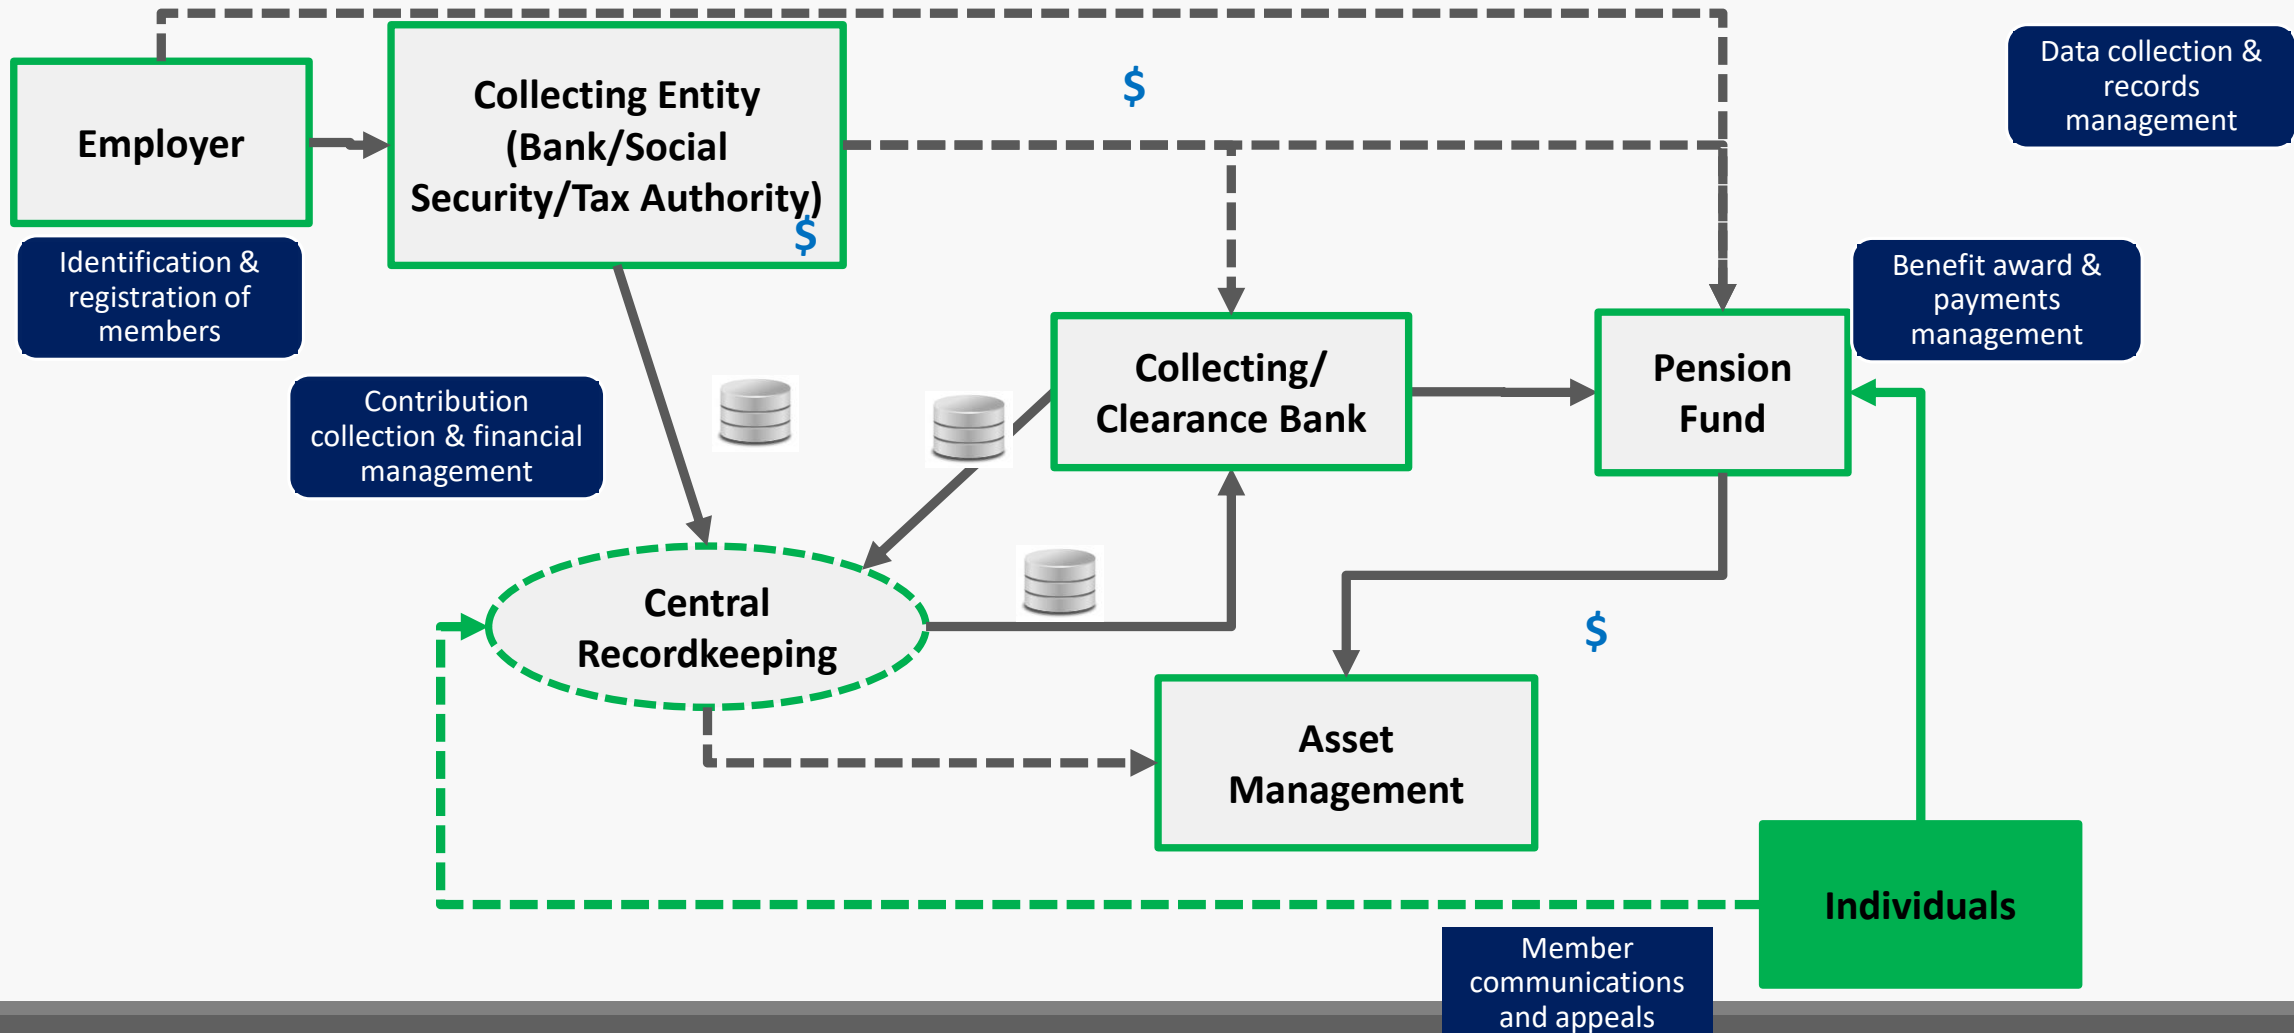 Employer
Identification &
registration of
members
Collecting Entity
(Bank/Social
Security/Tax Authority)
$
$
Data collection &
records
management
Contribution
collection & financial
management
Collecting/
Clearance Bank
Pension
Fund
Benefit award &
payments
management
Central
Recordkeeping
$
Asset
Management
Individuals
Member
communications
and appeals